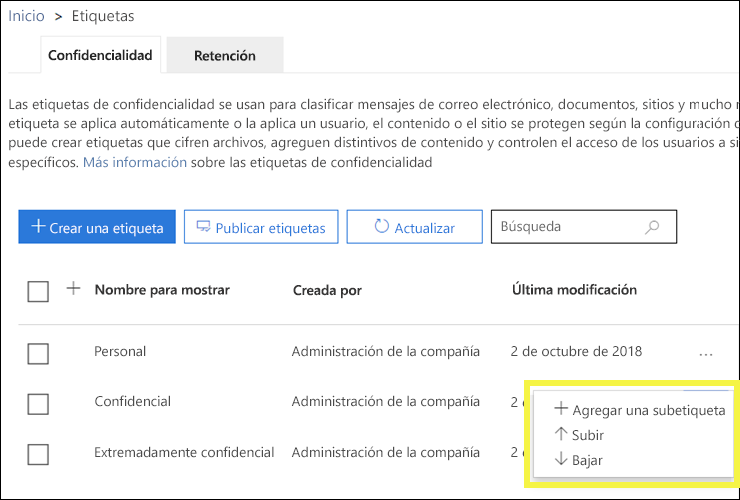 Inicio > Etiquetas
Confidencialidad Retención
Las etiquetas de confidencialidad se usan para clasificar mensajes de correo electrónico, documentos, sitios y mucho
etiqueta se aplica automáticamente o la aplica un usuario, el contenido o el sitio se protegen según la configuración
puede crear etiquetas que cifren archivos, agreguen distintivos de contenido y controlen el acceso de los usuarios a
específicos. Más información sobre las etiquetas de confidencialidad
+ Crear una etiqueta Publicar etiquetas Actualizar Búsqueda
+ Nombre para mostrar Creada por Última modificación
Personal Administración de la compañía 2 de octubre de 2018 ...
Confidencial Administración de la compañía 2
+ Agregar una subetiqueta
↑ Subir
Extremadamente confidencial Administración de la compañía 2
↓ Bajar